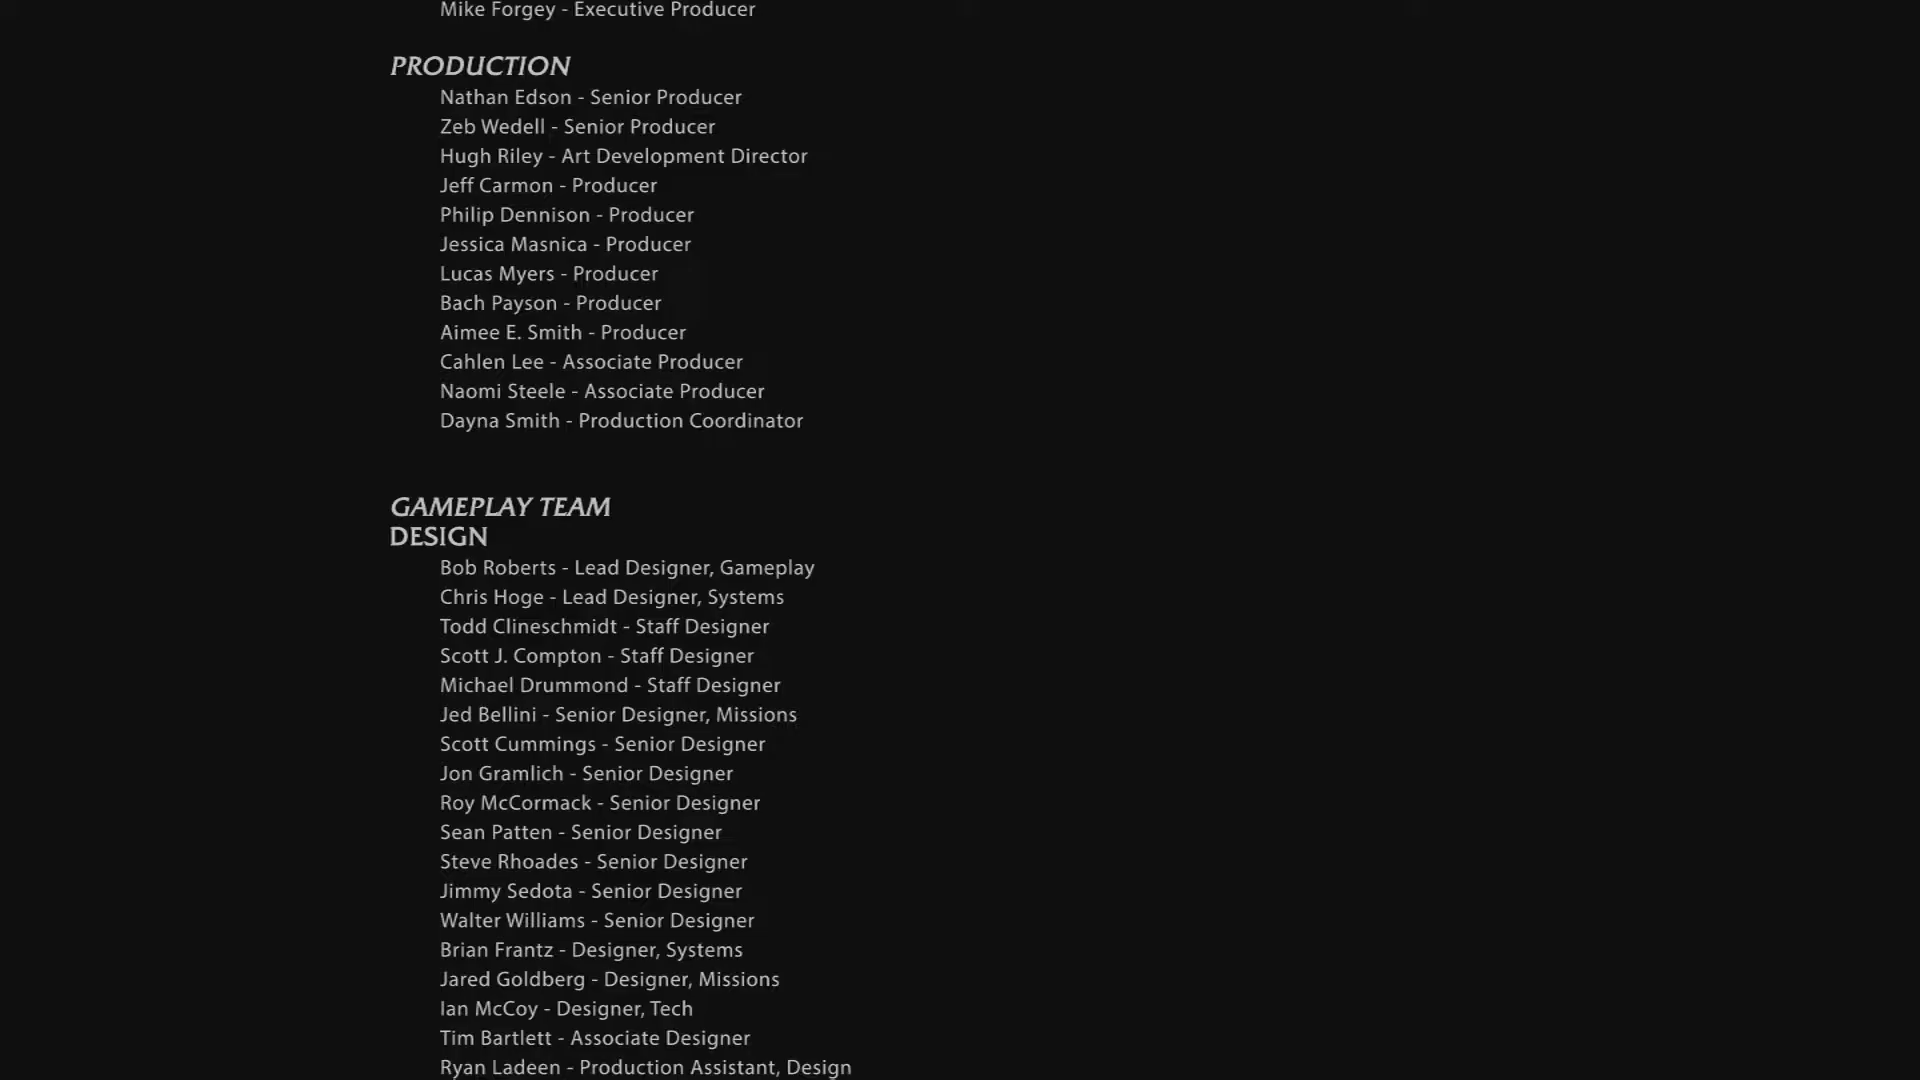 Mike Forgey - Executive Producer
PRODUCTION
Nathan Edson - Senior Producer
Zeb Wedell - Senior Producer
Hugh Riley - Art Development Director
Jeff Carmon - Producer
Philip Dennison - Producer
Jessica Masnica - Producer
Lucas Myers - Producer
Bach Payson - Producer
Aimee E. Smith - Producer
Cahlen Lee - Associate Producer
Naomi Steele - Associate Producer
Dayna Smith - Production Coordinator
GAMEPLAY TEAM
DESIGN
Bob Roberts - Lead Designer, Gameplay
Chris Hoge - Lead Designer, Systems
Todd Clineschmidt - Staff Designer
Scott J. Compton - Staff Designer
Michael Drummond - Staff Designer
Jed Bellini - Senior Designer, Missions
Scott Cummings - Senior Designer
Jon Gramlich - Senior Designer
Roy McCormack - Senior Designer
Sean Patten - Senior Designer
Steve Rhoades - Senior Designer
Jimmy Sedota - Senior Designer
Walter Williams - Senior Designer
Brian Frantz - Designer, Systems
Jared Goldberg - Designer, Missions
Ian McCoy - Designer, Tech
Tim Bartlett - Associate Designer
Ryan Ladeen - Production Assistant, Design